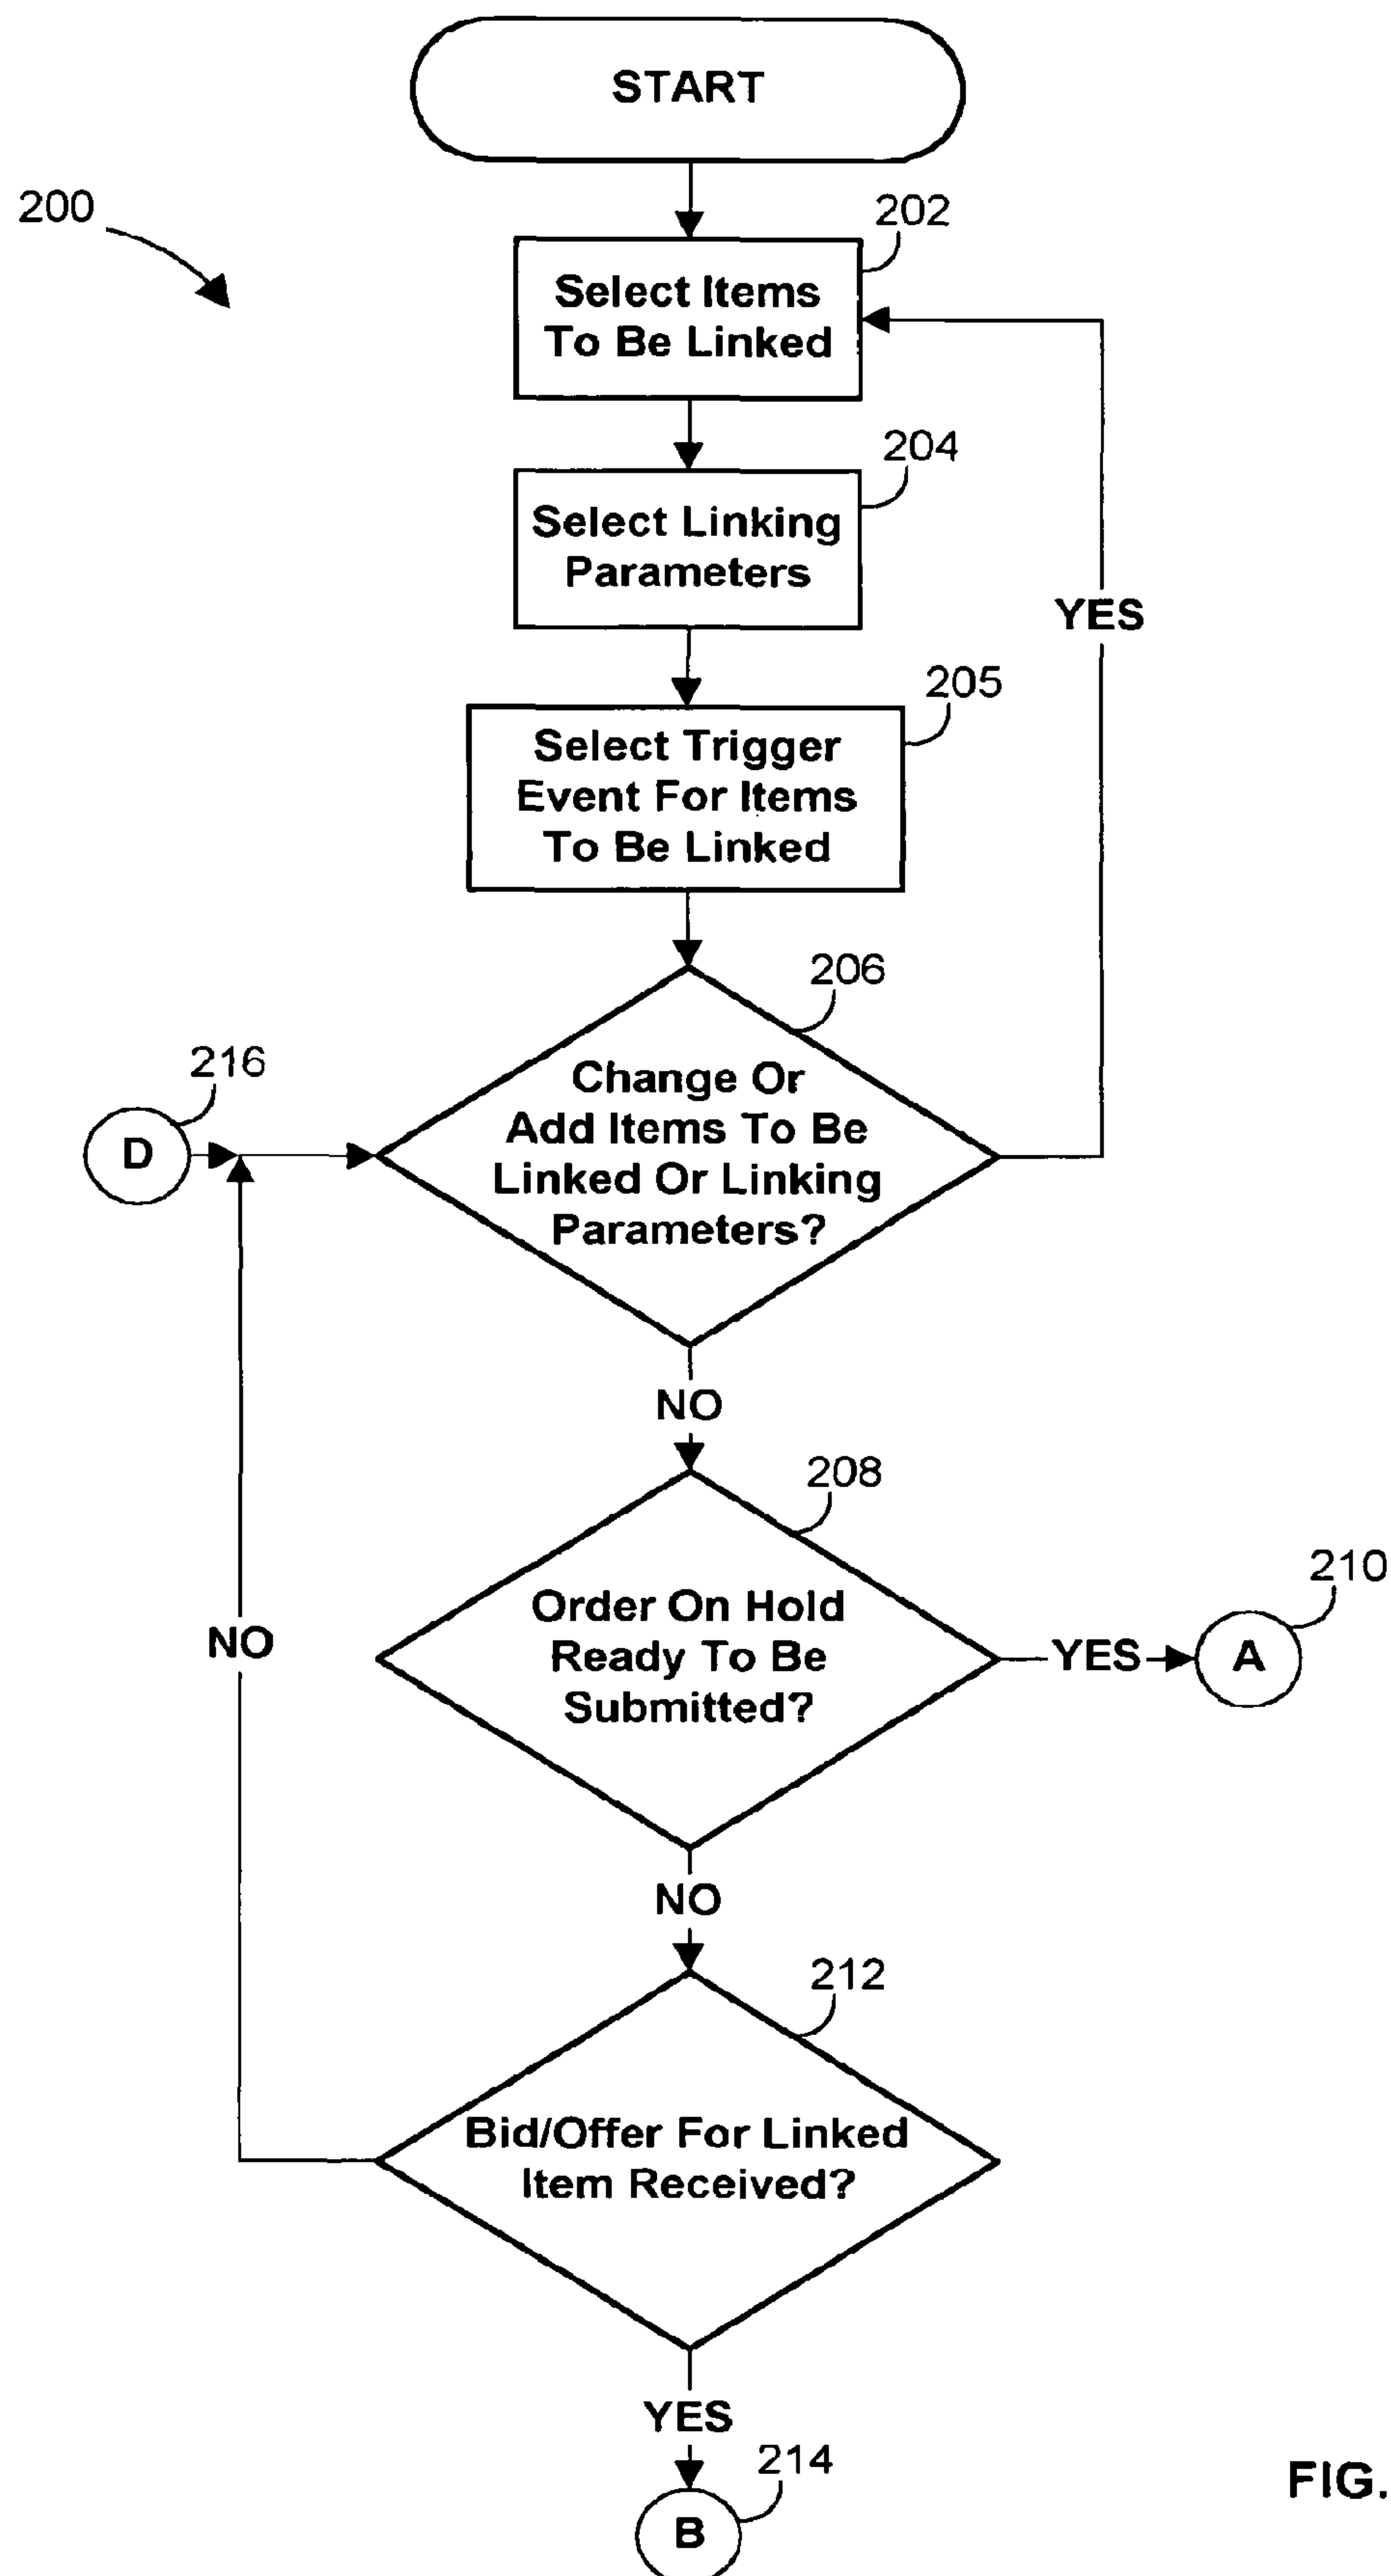 START
200
202
Select Items
To Be Linked
204
Select Linking
Parameters
YES
205
Select Trigger
Event For Items
To Be Linked
206
216
Change Or
Add Items To Be
Linked Or Linking
Parameters?
D
NO
208
210
Order On Hold
Ready To Be
Submitted?
NO
YES
A
NO
212
Bid/Offer For Linked
Item Received?
YES
214
B
FIG.